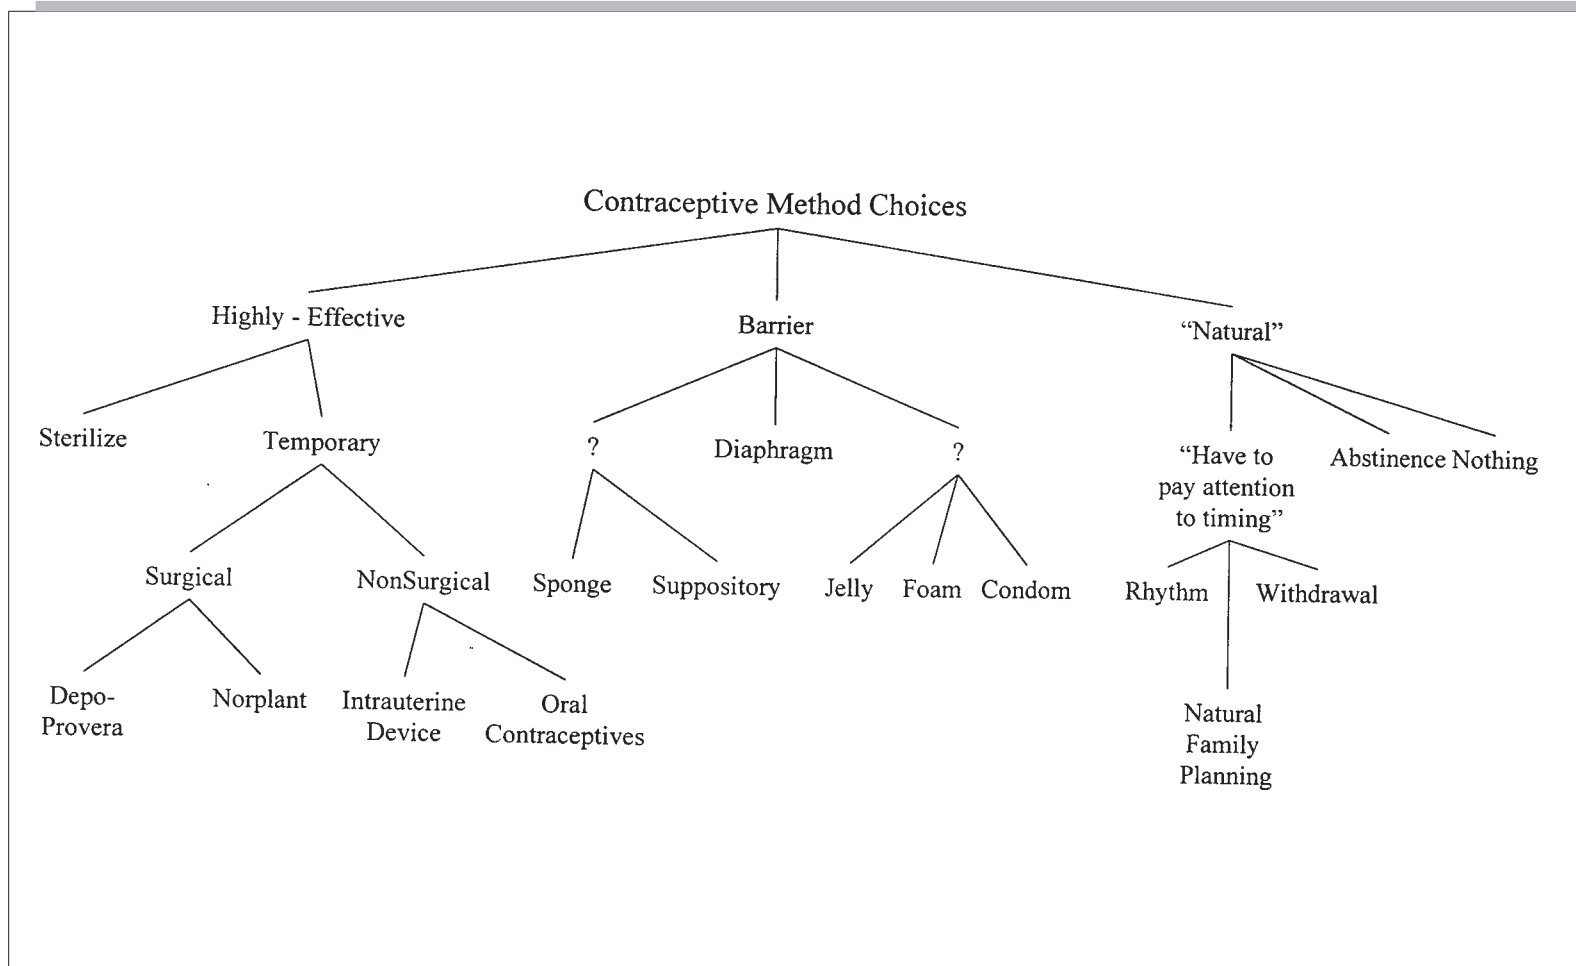 Contraceptive Method Choices
Highly - Effective
Barrier
“Natural”
Sterilize
Temporary
?
Diaphragm
?
“Have to
pay attention
to timing”
Abstinence
Nothing
Surgical
NonSurgical
Sponge
Suppository
Jelly
Foam
Condom
Rhythm
Withdrawal
Depo-
Provera
Norplant
Intrauterine
Device
Oral
Contraceptives
Natural
Family
Planning